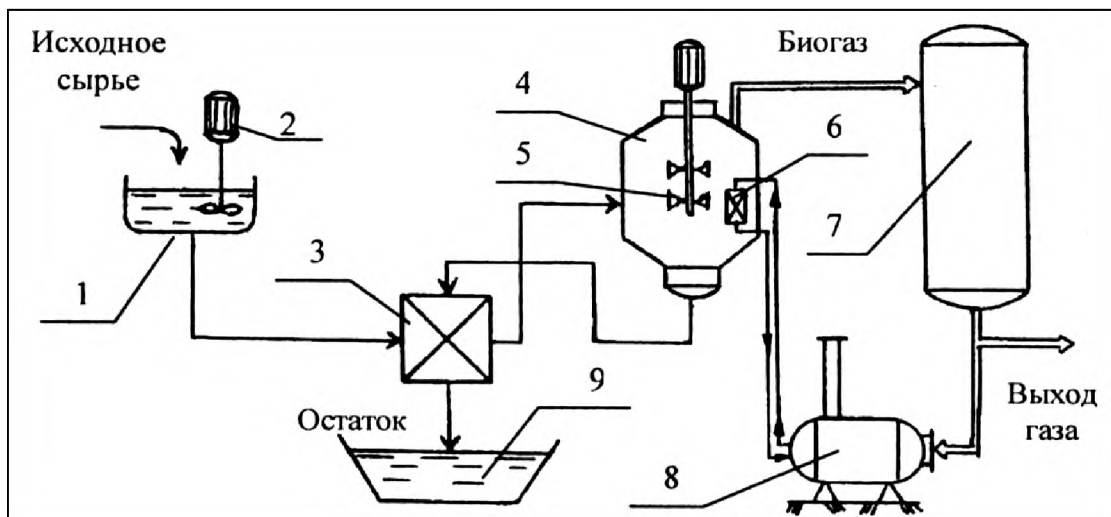 Исходное
сырье
2
1
3
Остаток
9
4
5
Биогаз
6
7
8
Выход
газа